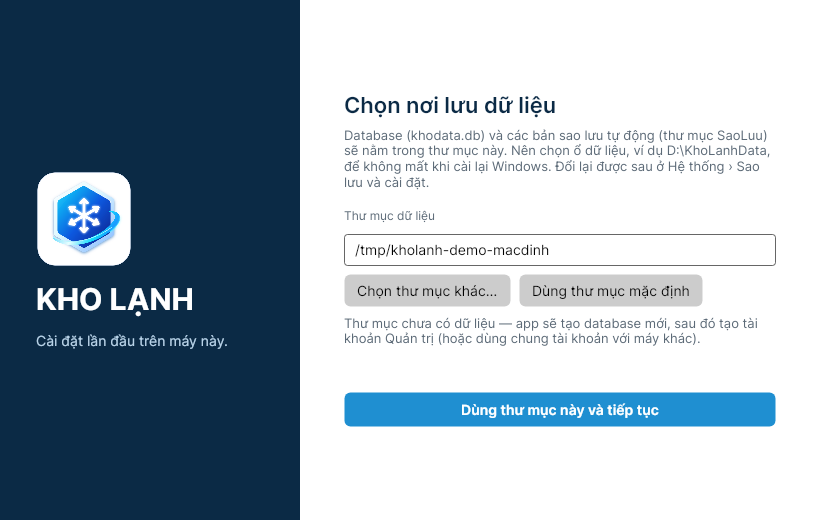 KHO LẠNH
Cài đặt lần đầu trên máy này.
Chọn nơi lưu dữ liệu
Database (khodata.db) và các bản sao lưu tự động (thư mục SaoLuu)
sẽ nằm trong thư mục này. Nên chọn ổ dữ liệu, ví dụ D:\KhoLanhData,
để không mất khi cài lại Windows. Đổi lại được sau ở Hệ thống › Sao
lưu và cài đặt.
Thư mục dữ liệu
/tmp/kholanh-demo-macdinh
Chọn thư mục khác...
Dùng thư mục mặc định
Thư mục chưa có dữ liệu — app sẽ tạo database mới, sau đó tạo tài
khoản Quản trị (hoặc dùng chung tài khoản với máy khác).
Dùng thư mục này và tiếp tục